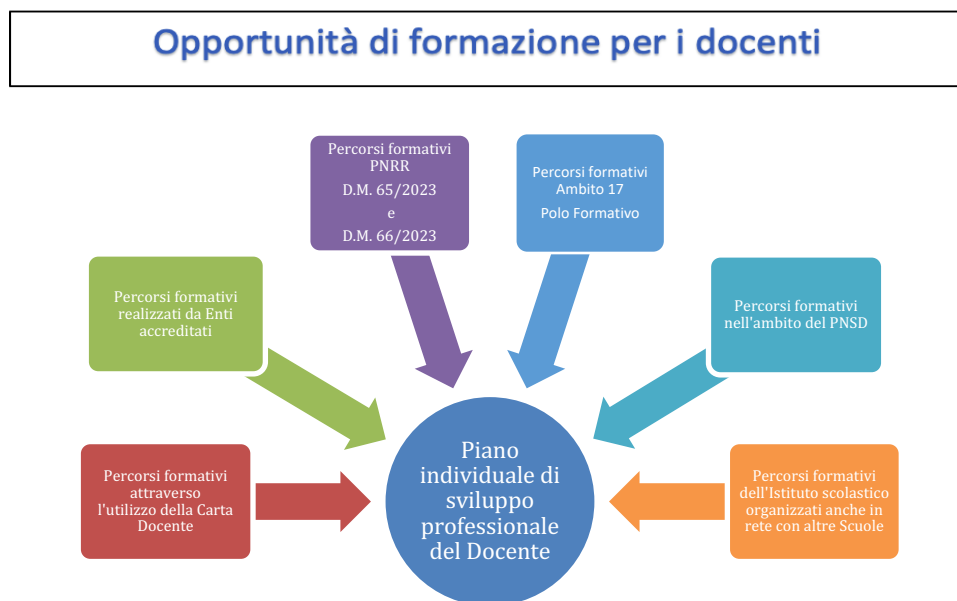 Opportunità di formazione per i docenti
Percorsi formativi
PNRR
D.M. 65/2023
e
D.M. 66/2023
Percorsi formativi
Ambito 17
Polo Formativo
Percorsi formativi
realizzati da Enti
accreditati
Percorsi formativi
nell'ambito del PNSD
Percorsi formativi
attraverso
l'utilizzo della Carta
Docente
Piano
individuale di
sviluppo
professionale
del Docente
Percorsi formativi
dell'Istituto scolastico
organizzati anche in
rete con altre Scuole